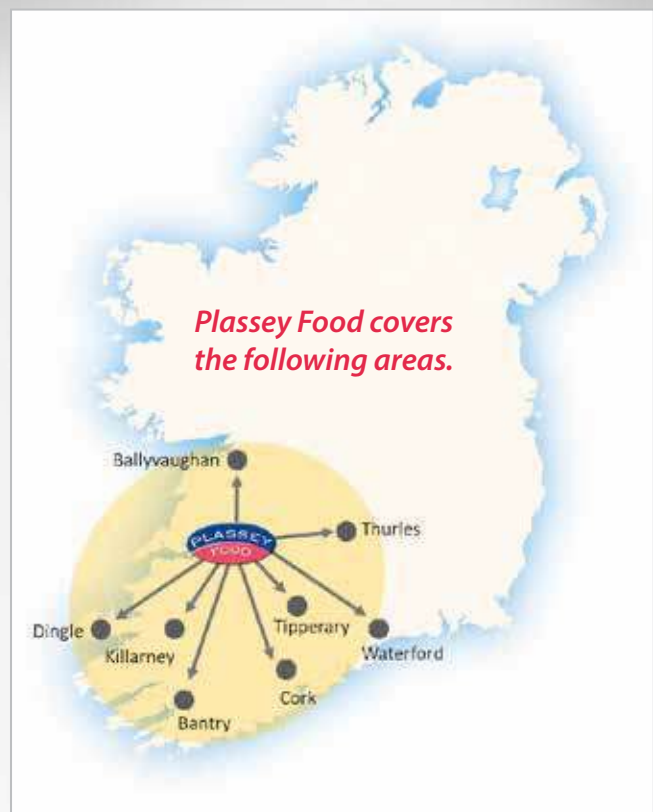 Plassey Food covers
the following areas.
Ballyvaughan
PLASSEY
FOOD
Thurles
Dingle
Killarney
Tipperary
Waterford
Cork
Bantry